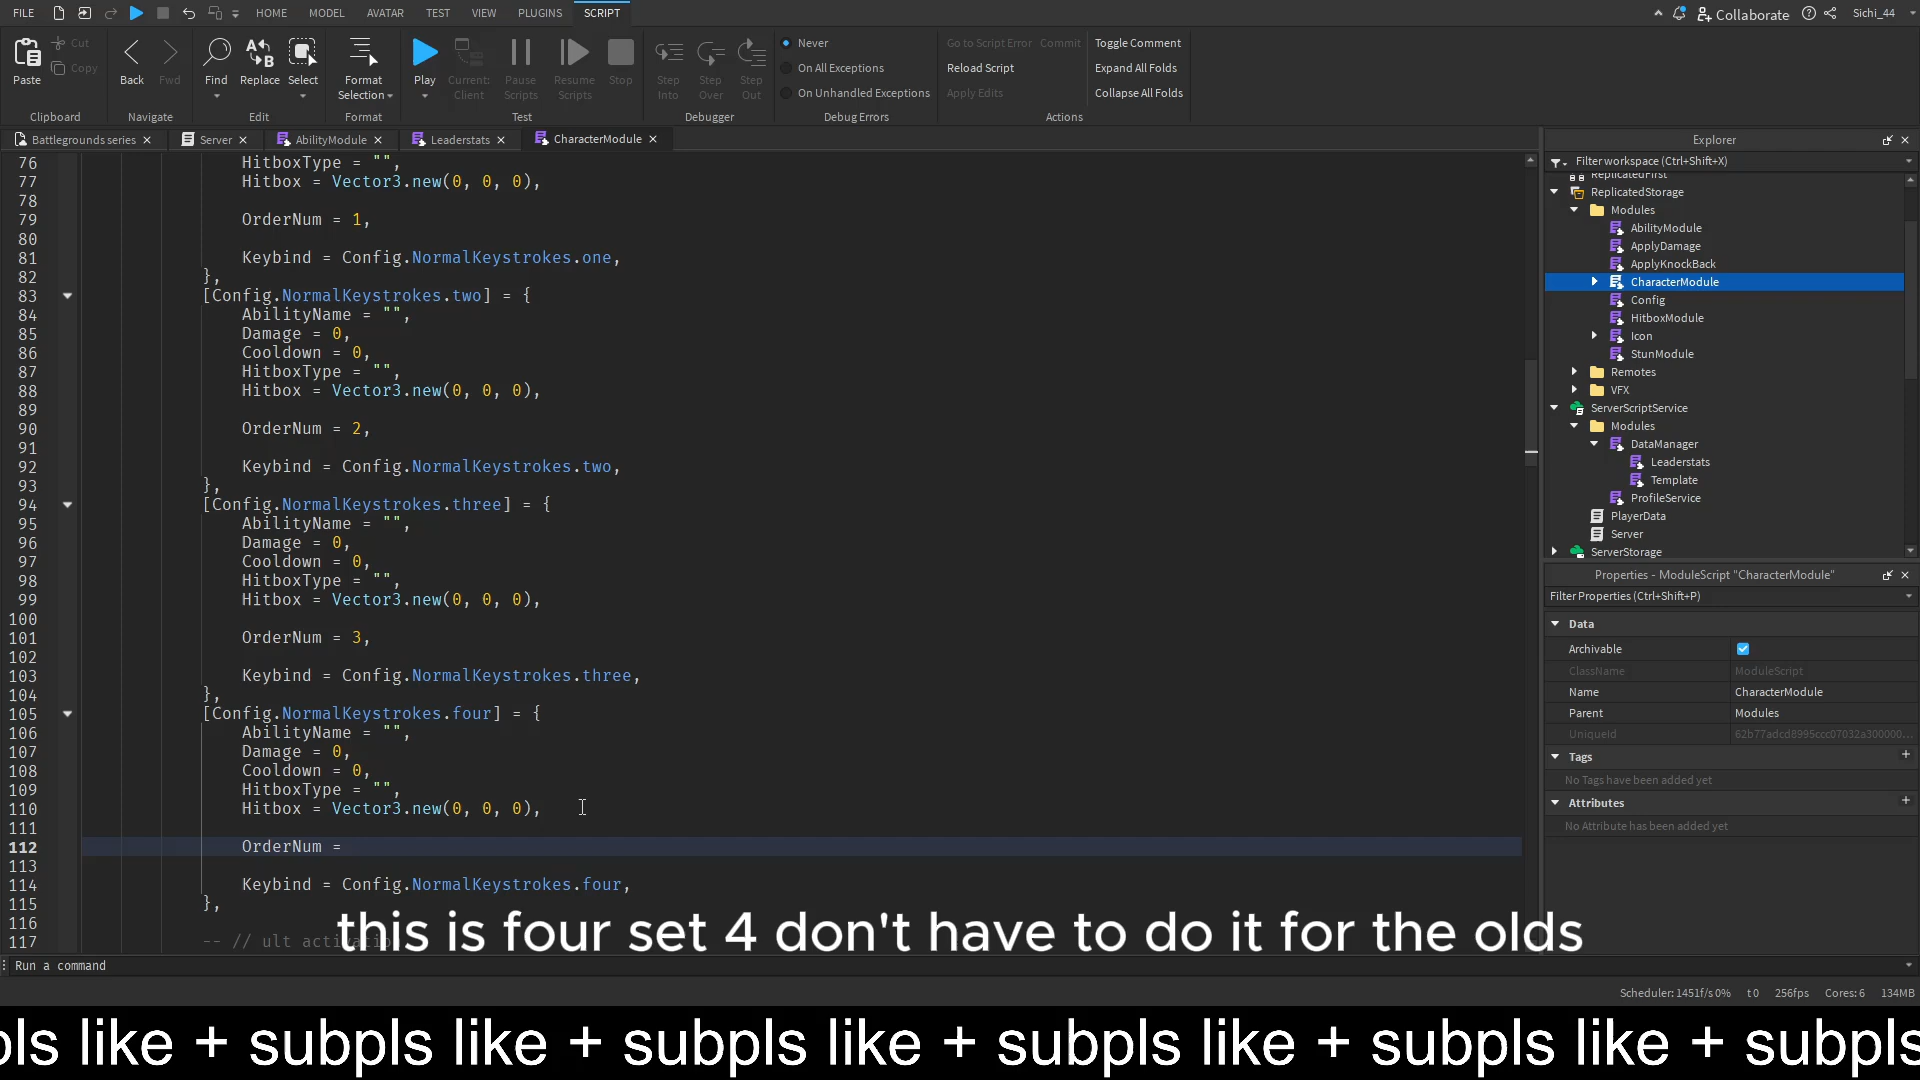 FILE HOME MODEL AVATAR TEST VIEW PLUGINS SCRIPT Collaborate Sichi_44
Paste Cut Copy Back Fwd Find Replace Select Format Selection Play Current: Client Pause Scripts Resume Scripts Stop Step Into Step Over Step Out
Never
On All Exceptions
On Unhandled Exceptions
Go to Script Error Commit
Reload Script
Apply Edits
Toggle Comment
Expand All Folds
Collapse All Folds
Clipboard Navigate Edit Format Test Debugger Debug Errors Actions
Battlegrounds series Server AbilityModule Leaderstats CharacterModule
76 HitboxType = "",
77 Hitbox = Vector3.new(0, 0, 0),
78
79 OrderNum = 1,
80
81 Keybind = Config.NormalKeystrokes.one,
82 },
83 [Config.NormalKeystrokes.two] = {
84 AbilityName = "",
85 Damage = 0,
86 Cooldown = 0,
87 HitboxType = "",
88 Hitbox = Vector3.new(0, 0, 0),
89
90 OrderNum = 2,
91
92 Keybind = Config.NormalKeystrokes.two,
93 },
94 [Config.NormalKeystrokes.three] = {
95 AbilityName = "",
96 Damage = 0,
97 Cooldown = 0,
98 HitboxType = "",
99 Hitbox = Vector3.new(0, 0, 0),
100
101 OrderNum = 3,
102
103 Keybind = Config.NormalKeystrokes.three,
104 },
105 [Config.NormalKeystrokes.four] = {
106 AbilityName = "",
107 Damage = 0,
108 Cooldown = 0,
109 HitboxType = "",
110 Hitbox = Vector3.new(0, 0, 0),
111
112 OrderNum =
113
114 Keybind = Config.NormalKeystrokes.four,
115 },
116
117 -- // ult activation
this is four set 4 don't have to do it for the olds
Run a command
Explorer
Filter workspace (Ctrl+Shift+X)
ReplicatedFirst
ReplicatedStorage
Modules
AbilityModule
ApplyDamage
ApplyKnockBack
CharacterModule
Config
HitboxModule
Icon
StunModule
Remotes
VFX
ServerScriptService
Modules
DataManager
Leaderstats
Template
ProfileService
PlayerData
Server
ServerStorage
Properties - ModuleScript "CharacterModule"
Filter Properties (Ctrl+Shift+P)
Data
Archivable
ClassName ModuleScript
Name CharacterModule
Parent Modules
UniqueId 62b77adcd8995ccc07032a300000...
Tags +
No Tags have been added yet
Attributes +
No Attribute has been added yet
Scheduler: 1451f/s 0% t 0 256fps Cores: 6 134MB
pls like + subpls like + subpls like + subpls like + subpls like + subpls